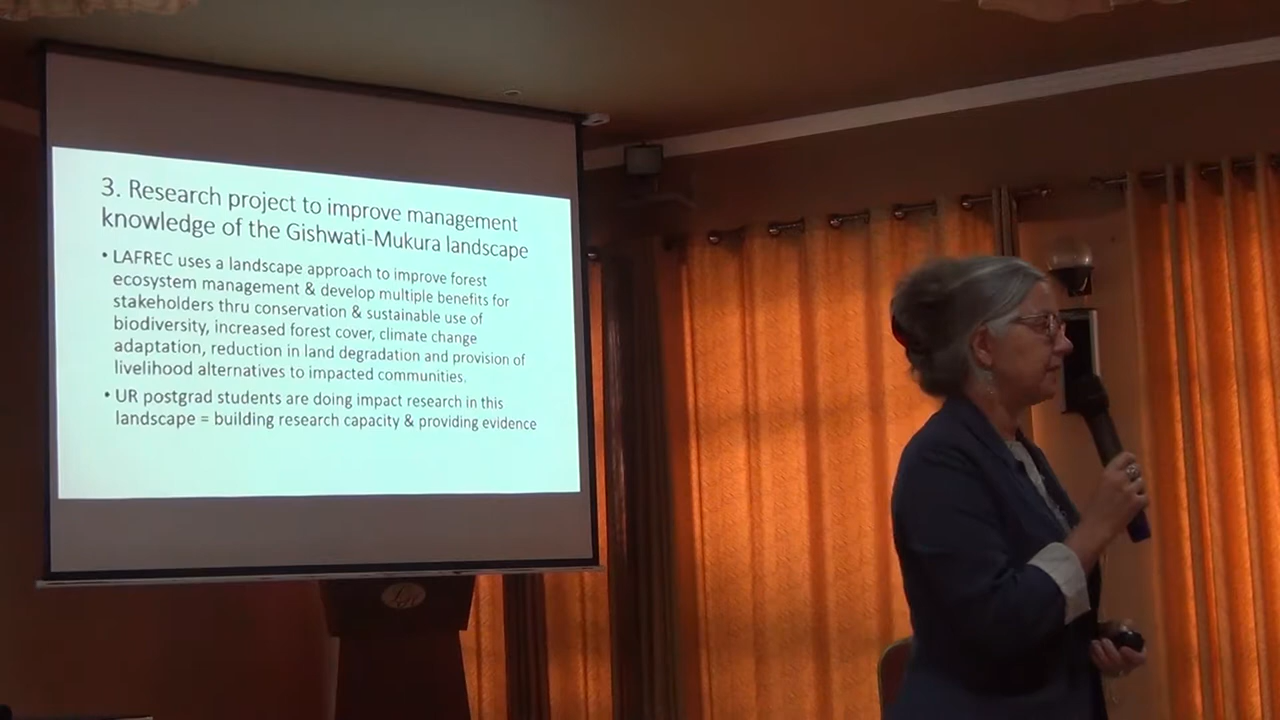 3. Research project to improve management
knowledge of the Gishwati-Mukura landscape
• LAFREC uses a landscape approach to improve forest
ecosystem management & develop multiple benefits for
stakeholders thru conservation & sustainable use of
biodiversity, increased forest cover, climate change
adaptation, reduction in land degradation and provision of
livelihood alternatives to impacted communities.
• UR postgrad students are doing impact research in this
landscape = building research capacity & providing evidence